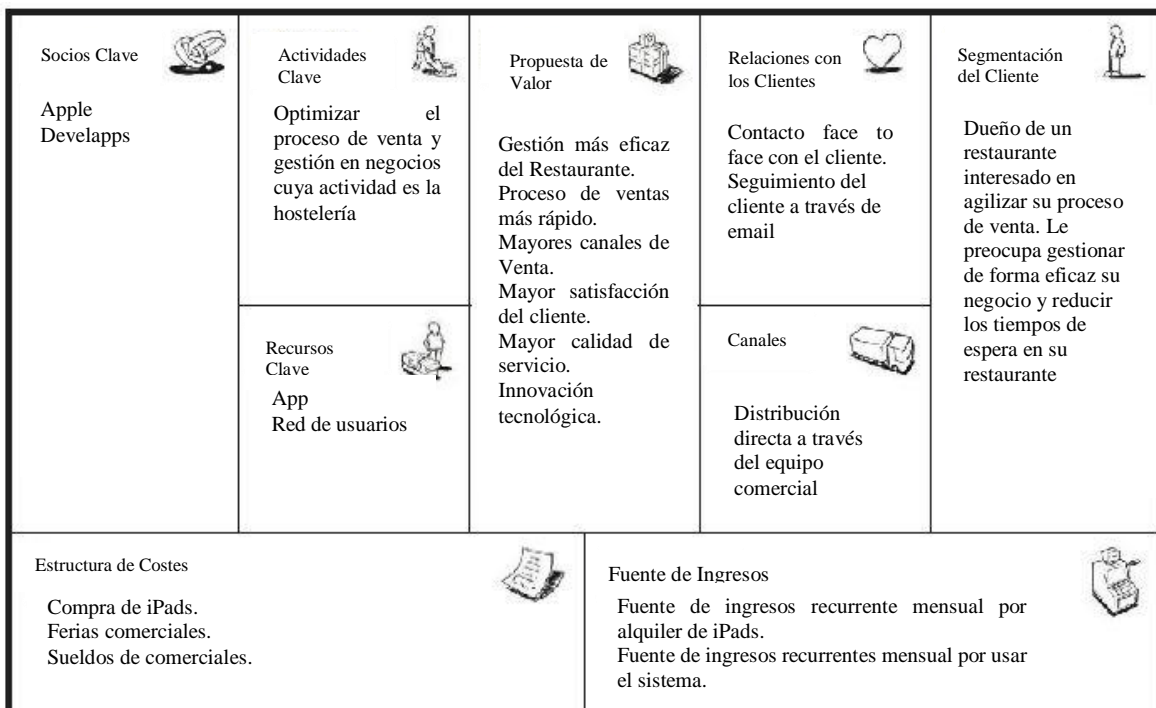 Socios Clave
Apple
Develapps
Actividades
Clave
Optimizar el
proceso de venta y
gestión en negocios
cuya actividad es la
hostelería
Recursos
Clave
App
Red de usuarios
Propuesta de
Valor
Gestión más eficaz
del Restaurante.
Proceso de ventas
más rápido.
Mayores canales de
Venta.
Mayor satisfacción
del cliente.
Mayor calidad de
servicio.
Innovación
tecnológica.
Relaciones con
los Clientes
Contacto face to
face con el cliente.
Seguimiento del
cliente a través de
email
Canales
Distribución
directa a través
del equipo
comercial
Segmentación
del Cliente
Dueño de un
restaurante
interesado en
agilizar su proceso
de venta. Le
preocupa gestionar
de forma eficaz su
negocio y reducir
los tiempos de
espera en su
restaurante
Estructura de Costes
Compra de iPads.
Ferias comerciales.
Sueldos de comerciales.
Fuente de Ingresos
Fuente de ingresos recurrente mensual por
alquiler de iPads.
Fuente de ingresos recurrentes mensual por usar
el sistema.